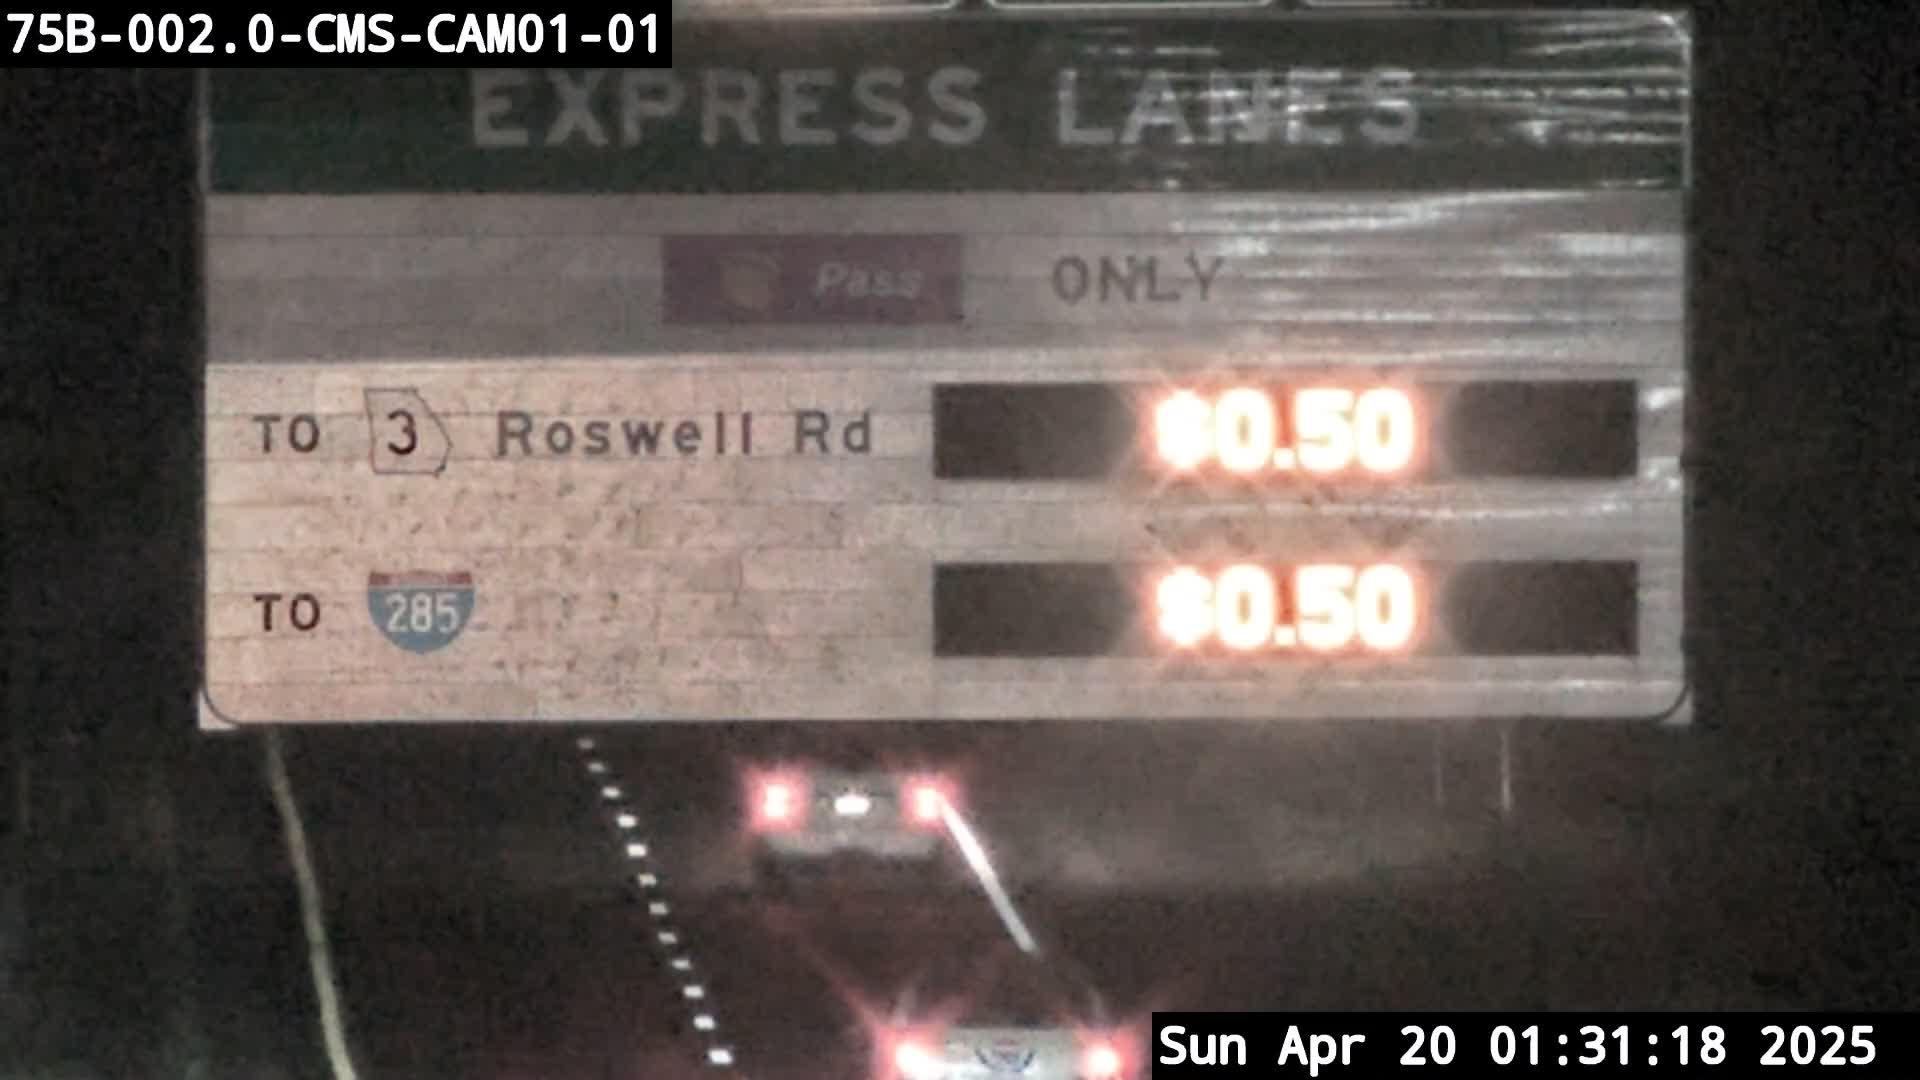 75B-002.0-CMS-CAM01-01
EXPRESS LANES
Pass ONLY
TO 3 Roswell Rd $0.50
TO 285 $0.50
Sun Apr 20 01:31:18 2025